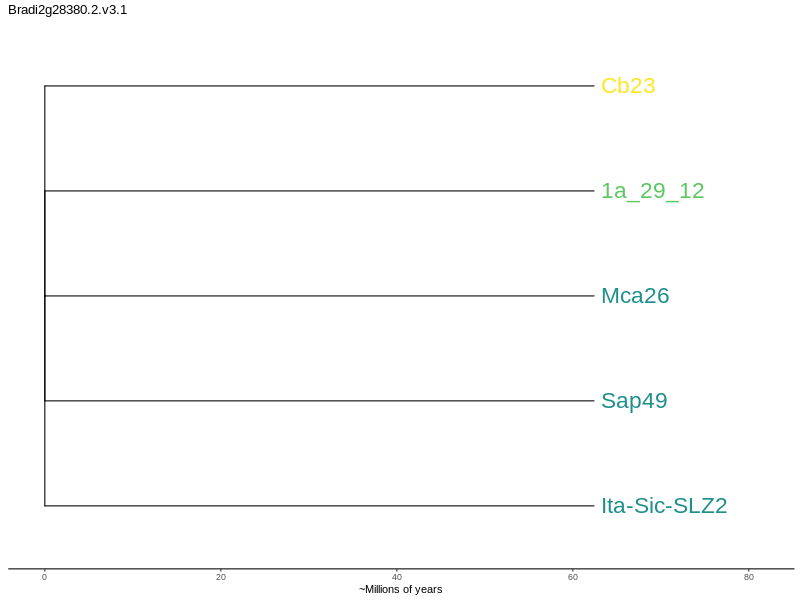 Bradi2g28380.2.v3.1
Cb23
1a_29_12
Mca26
Sap49
Ita-Sic-SLZ2
0 20 40 60 80
~Millions of years